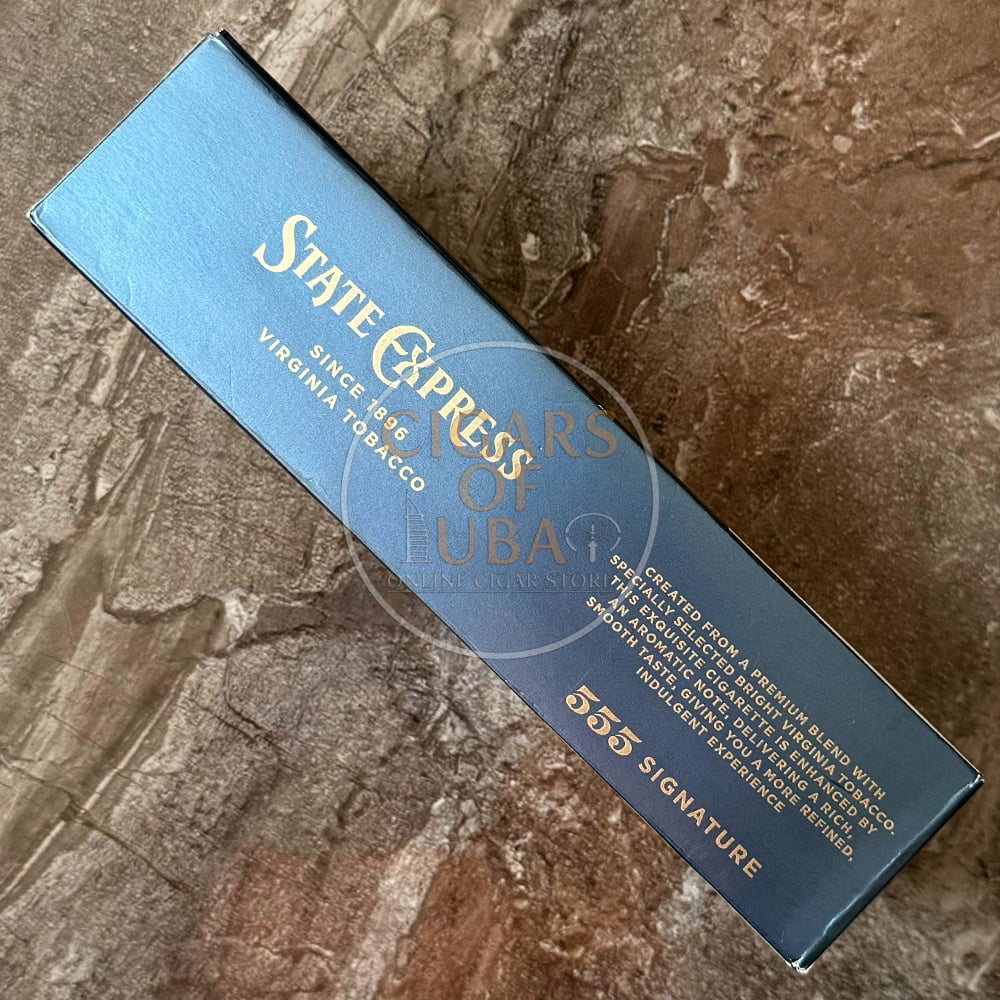 STATE EXPRESS
SINCE 1896
VIRGINIA TOBACCO
CIGARS
OF
UBA
ONLINE CIGAR STORE
CREATED FROM A PREMIUM BLEND WITH
SPECIALLY SELECTED BRIGHT VIRGINIA TOBACCO.
THIS EXQUISITE CIGARETTE IS ENHANCED BY
AN AROMATIC NOTE, DELIVERING A RICH,
SMOOTH TASTE, GIVING YOU A MORE REFINED,
INDULGENT EXPERIENCE
555 SIGNATURE